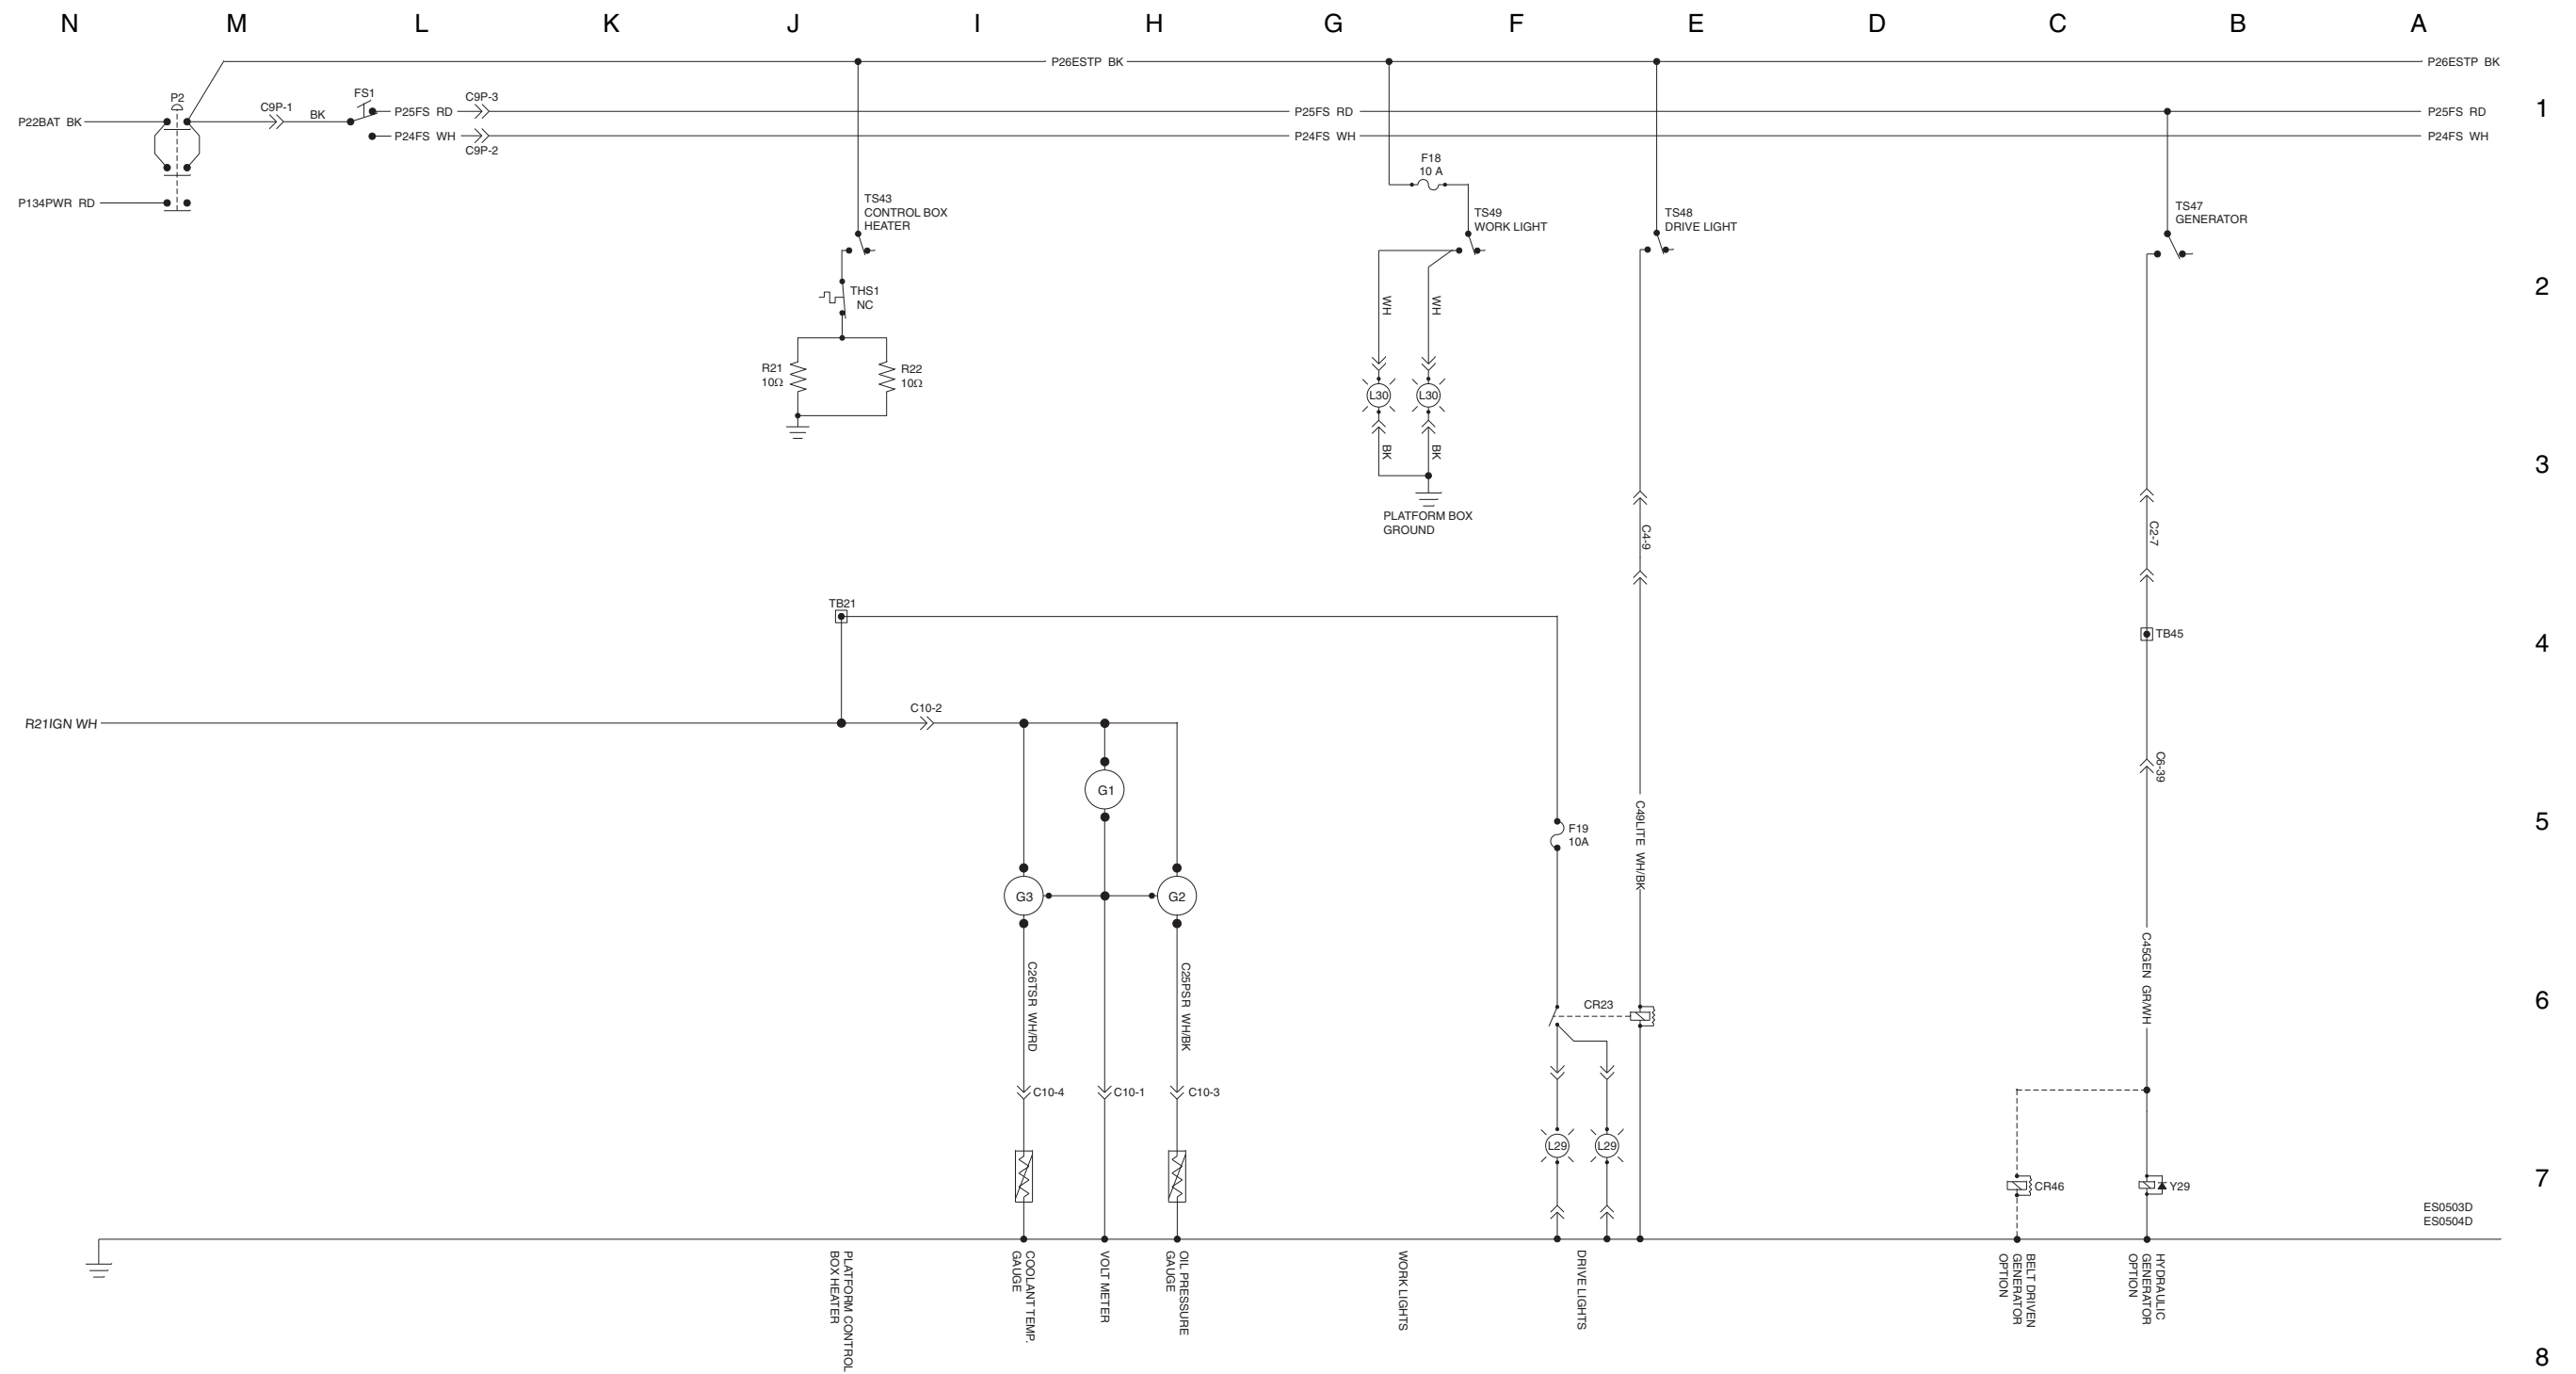 N M L K J I H G F E D C B A
P26ESTP BK
P26ESTP BK
P2
C9P-1
BK
FS1
P25FS RD
C9P-3
P25FS RD
P25FS RD
1
P22BAT BK
P24FS WH
C9P-2
P24FS WH
P24FS WH
P134PWR RD
F18
10 A
TS43
CONTROL BOX
HEATER
TS49
WORK LIGHT
TS48
DRIVE LIGHT
TS47
GENERATOR
THS1
NC
WH
WH
2
R21
10Ω
R22
10Ω
L30
L30
BK
BK
3
PLATFORM BOX
GROUND
C4-9
C2-7
TB21
TB45
4
R21IGN WH
C10-2
C6-39
G1
F19
10A
C49LITE WH/BK
5
G3
G2
C26TSR WH/RD
C25PSR WH/BK
C45GEN GR/WH
CR23
6
C10-4
C10-1
C10-3
L29
L29
CR46
Y29
7
ES0503D
ES0504D
PLATFORM CONTROL
BOX HEATER
COOLANT TEMP.
GAUGE
VOLT METER
OIL PRESSURE
GAUGE
WORK LIGHTS
DRIVE LIGHTS
BELT DRIVEN
GENERATOR
OPTION
HYDRAULIC
GENERATOR
OPTION
8